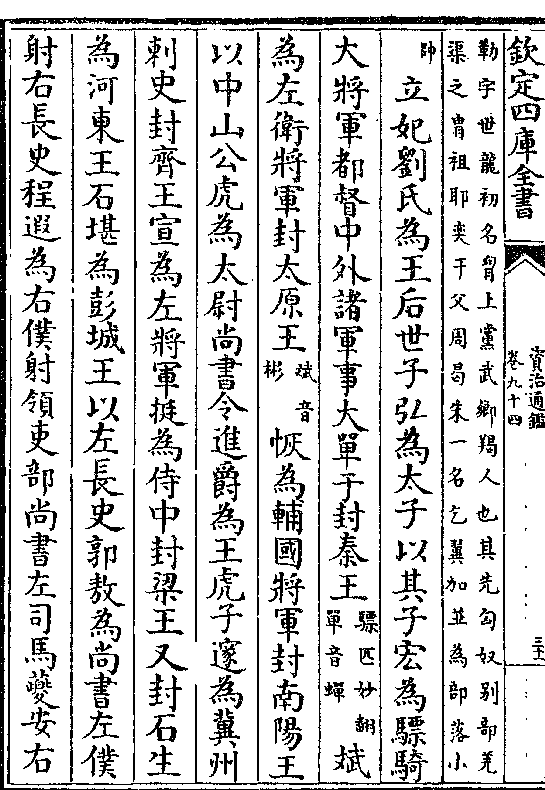 欽定四庫全書
資治通鑑
卷九十四
三十
勒字世龍初名㔨上黨武鄉羯人也其先匈奴别部羌
渠之胄祖耶奕于父周曷朱一名乞翼加並為部落小
帥 立妃劉氏為王后世子弘為太子以其子宏為驃騎
大將軍都督中外諸軍事大單于封秦王驃匹妙翻單音蟬斌
為左衛將軍封太原王斌音彬恢為輔國將軍封南陽王
以中山公虎為太尉尚書令進爵為王虎子邃為冀州
刺史封齊王宣為左將軍挺為侍中封梁王又封石生
為河東王石堪為彭城王以左長史郭敖為尚書左僕
射右長史程遐為右僕射領吏部尚書左司馬夔安右